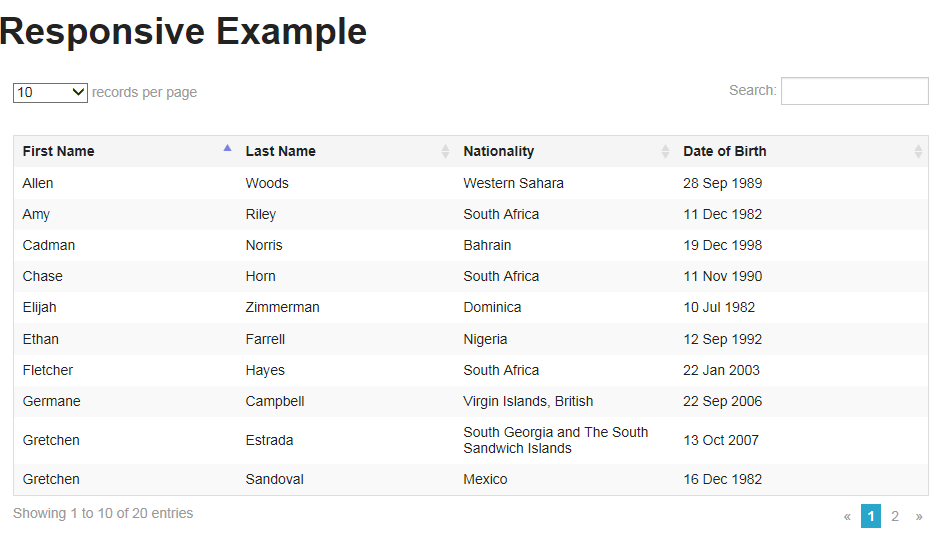 Responsive Example
10 records per page
Search:
First Name Last Name Nationality Date of Birth
Allen Woods Western Sahara 28 Sep 1989
Amy Riley South Africa 11 Dec 1982
Cadman Norris Bahrain 19 Dec 1998
Chase Horn South Africa 11 Nov 1990
Elijah Zimmerman Dominica 10 Jul 1982
Ethan Farrell Nigeria 12 Sep 1992
Fletcher Hayes South Africa 22 Jan 2003
Germane Campbell Virgin Islands, British 22 Sep 2006
Gretchen Estrada South Georgia and The South
Sandwich Islands 13 Oct 2007
Gretchen Sandoval Mexico 16 Dec 1982
Showing 1 to 10 of 20 entries
« 1 2 »